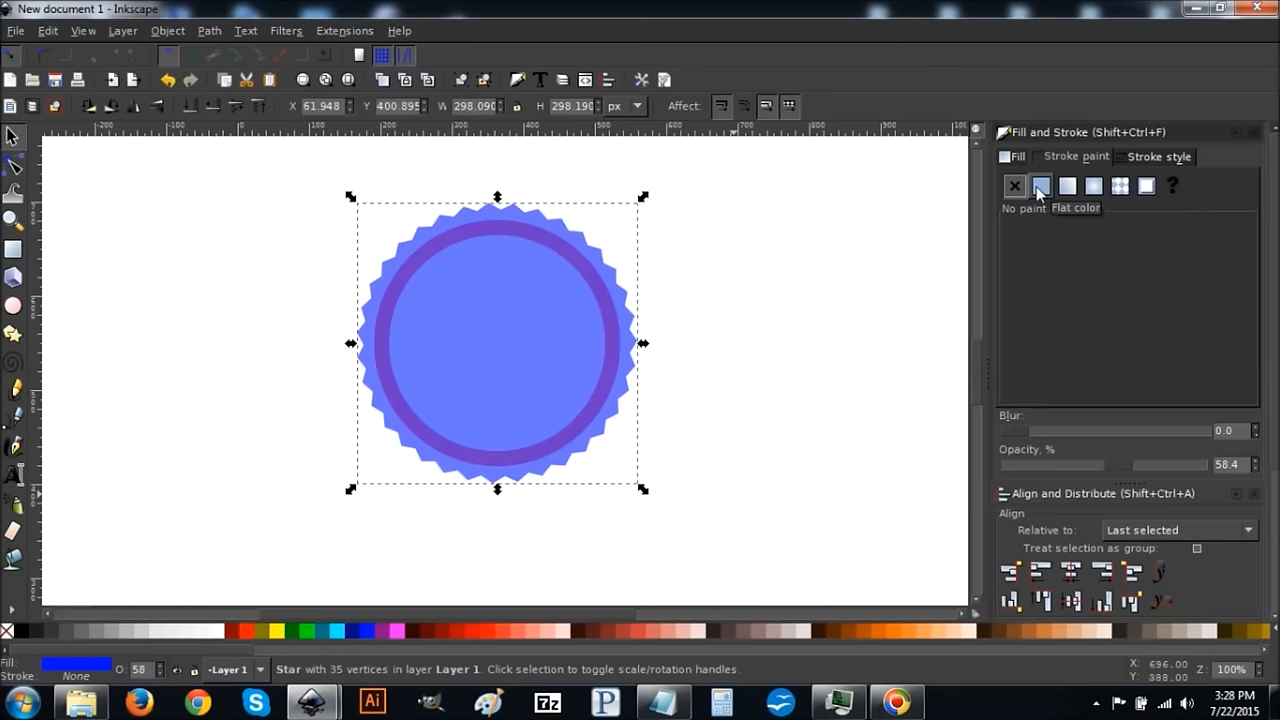 New document 1 - Inkscape
File Edit View Layer Object Path Text Filters Extensions Help
X 61.948 Y 400.895 W 298.090 H 298.190 px Affect:
Fill and Stroke (Shift+Ctrl+F)
Fill Stroke paint Stroke style
?
No paint Flat color
Blur:
0.0
Opacity, %
58.4
Align and Distribute (Shift+Ctrl+A)
Align
Relative to: Last selected
Treat selection as group:
Fill: O: 58 Layer 1 Star with 35 vertices in layer Layer 1. Click selection to toggle scale/rotation handles. X: 696.00 Z: 100%
Stroke: None Y: 388.00
Ai 7z P 3:28 PM
7/22/2015